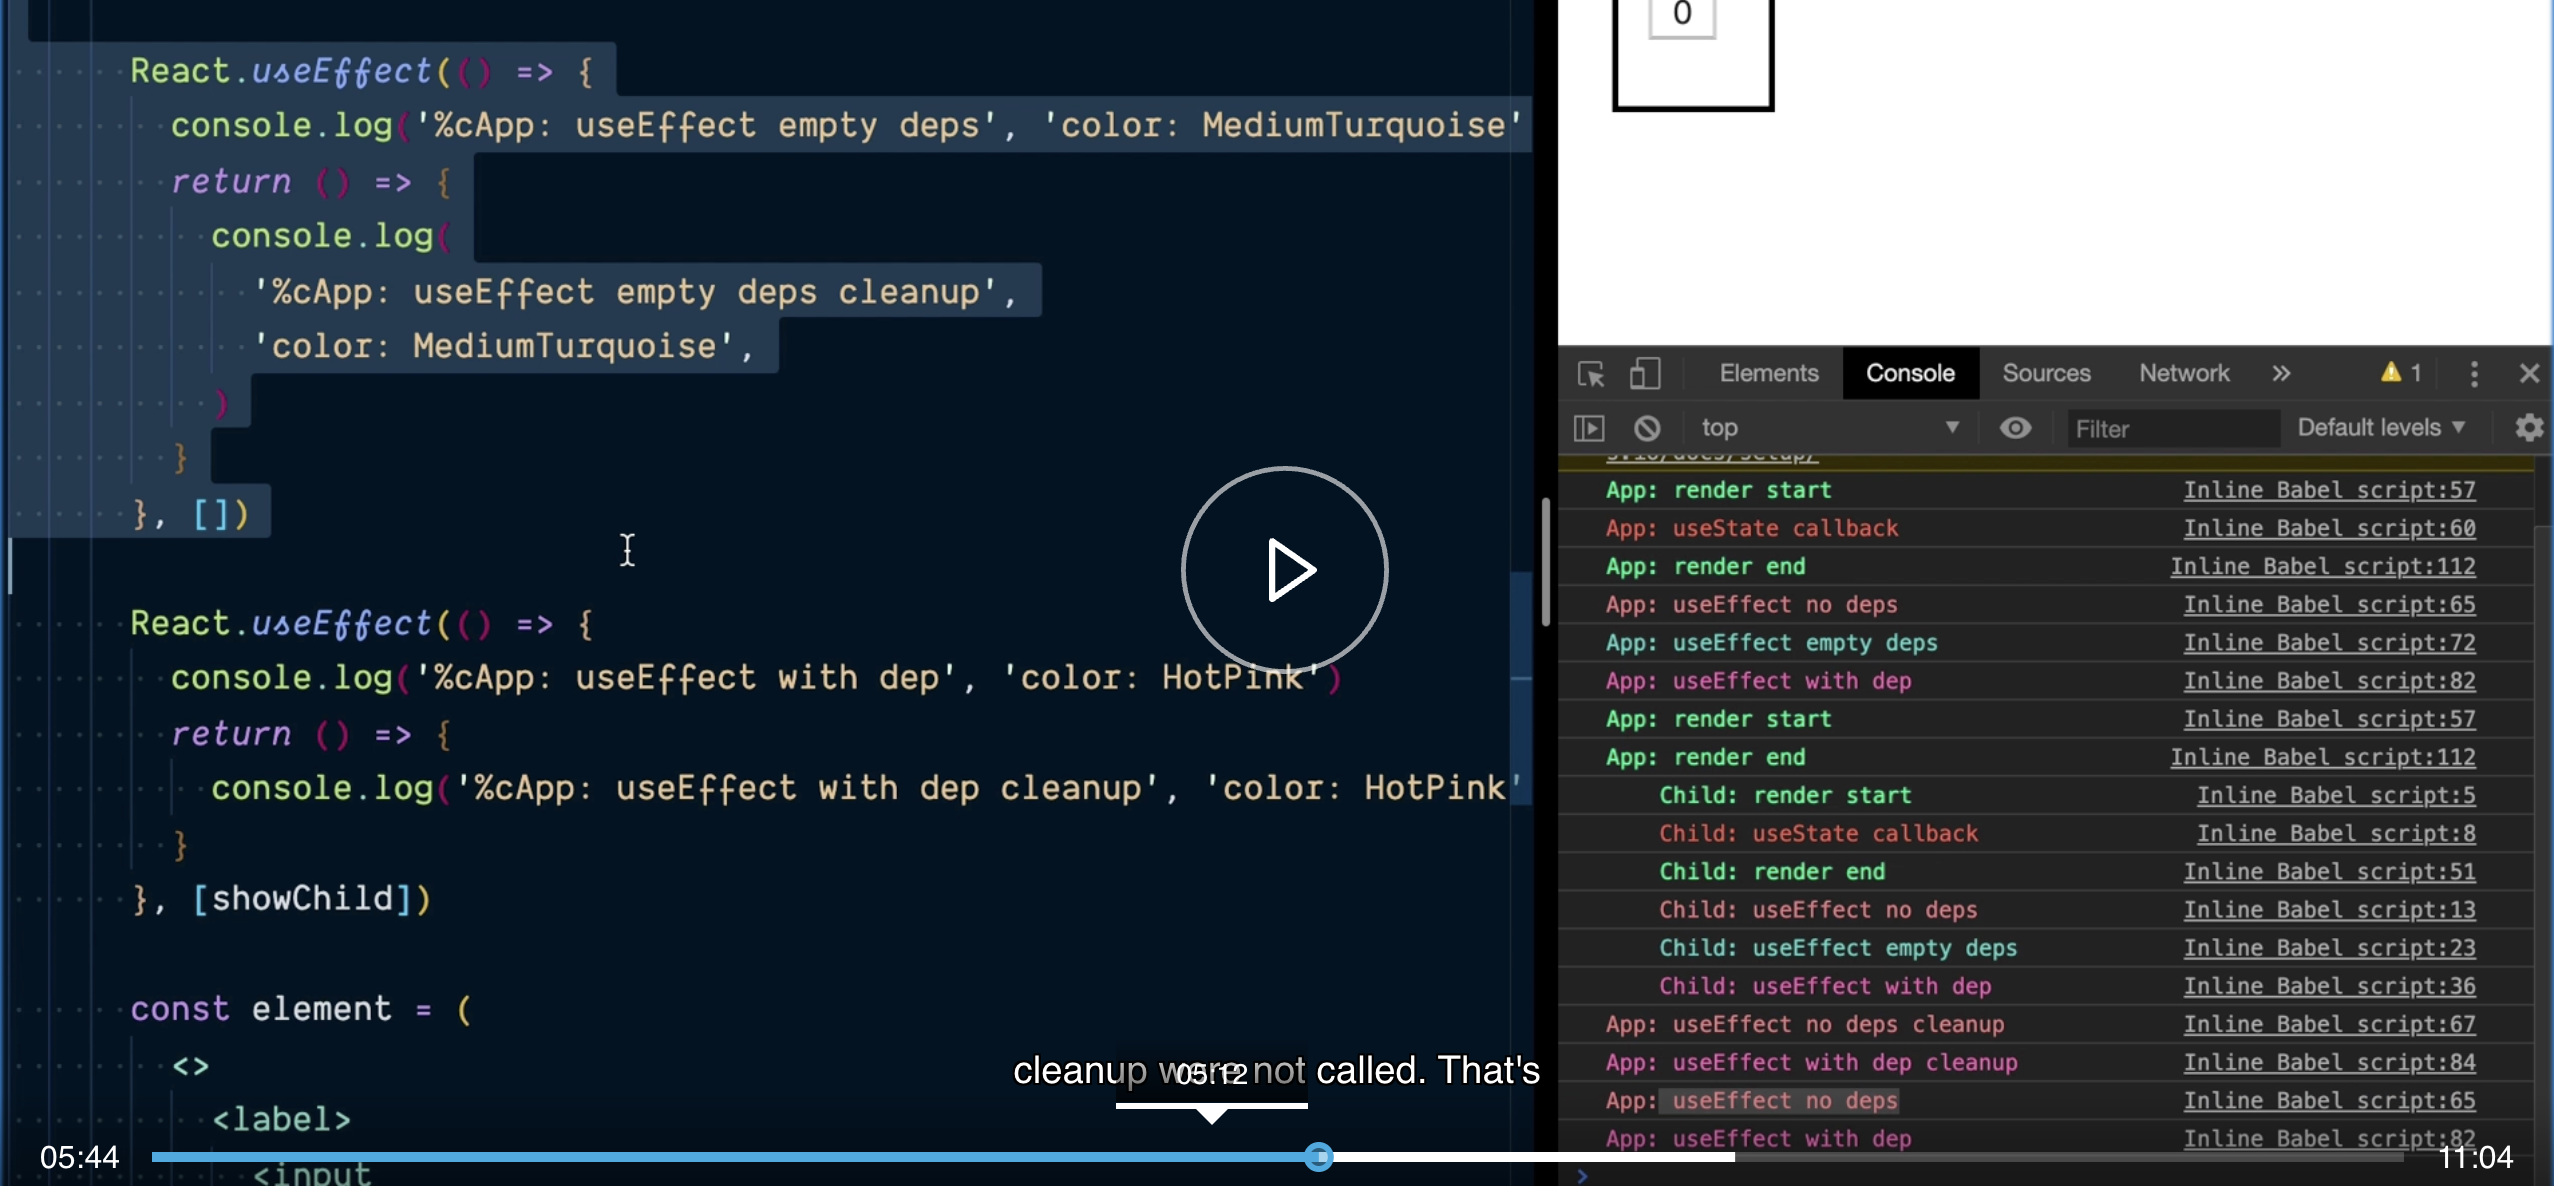 React.useEffect(() => {
console.log('%cApp: useEffect empty deps', 'color: MediumTurquoise'
return () => {
console.log(
'%cApp: useEffect empty deps cleanup',
'color: MediumTurquoise',
)
}
}, [])
React.useEffect(() => {
console.log('%cApp: useEffect with dep', 'color: HotPink')
return () => {
console.log('%cApp: useEffect with dep cleanup', 'color: HotPink'
}
}, [showChild])
const element = (
<>
<label>
<input
0
Elements Console Sources Network » 1
top Filter Default levels
s.io/docs/setup/
App: render start Inline Babel script:57
App: useState callback Inline Babel script:60
App: render end Inline Babel script:112
App: useEffect no deps Inline Babel script:65
App: useEffect empty deps Inline Babel script:72
App: useEffect with dep Inline Babel script:82
App: render start Inline Babel script:57
App: render end Inline Babel script:112
Child: render start Inline Babel script:5
Child: useState callback Inline Babel script:8
Child: render end Inline Babel script:51
Child: useEffect no deps Inline Babel script:13
Child: useEffect empty deps Inline Babel script:23
Child: useEffect with dep Inline Babel script:36
App: useEffect no deps cleanup Inline Babel script:67
App: useEffect with dep cleanup Inline Babel script:84
App: useEffect no deps Inline Babel script:65
App: useEffect with dep Inline Babel script:82
cleanup were not called. That's
05:12
05:44
11:04